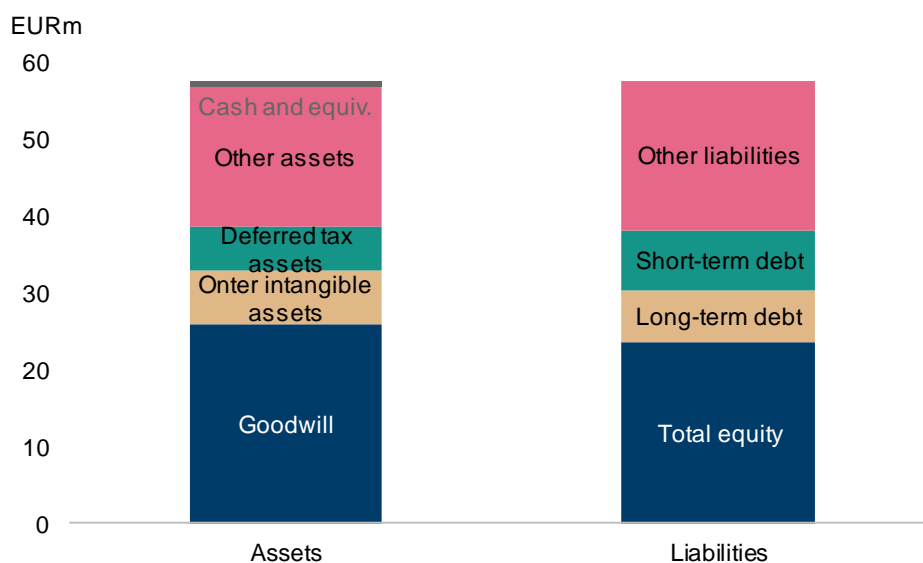 EURm
60
50
40
30
20
10
0
Cash and equiv.
Other assets
Deferred tax
assets
Onter intangible
assets
Goodwill
Other liabilities
Short-term debt
Long-term debt
Total equity
Assets
Liabilities